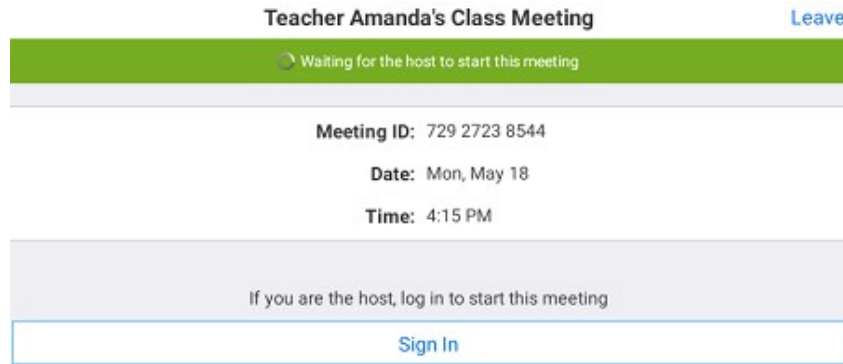 Teacher Amanda's Class Meeting Leave
Waiting for the host to start this meeting
Meeting ID: 729 2723 8544
Date: Mon, May 18
Time: 4:15 PM
If you are the host, log in to start this meeting
Sign In